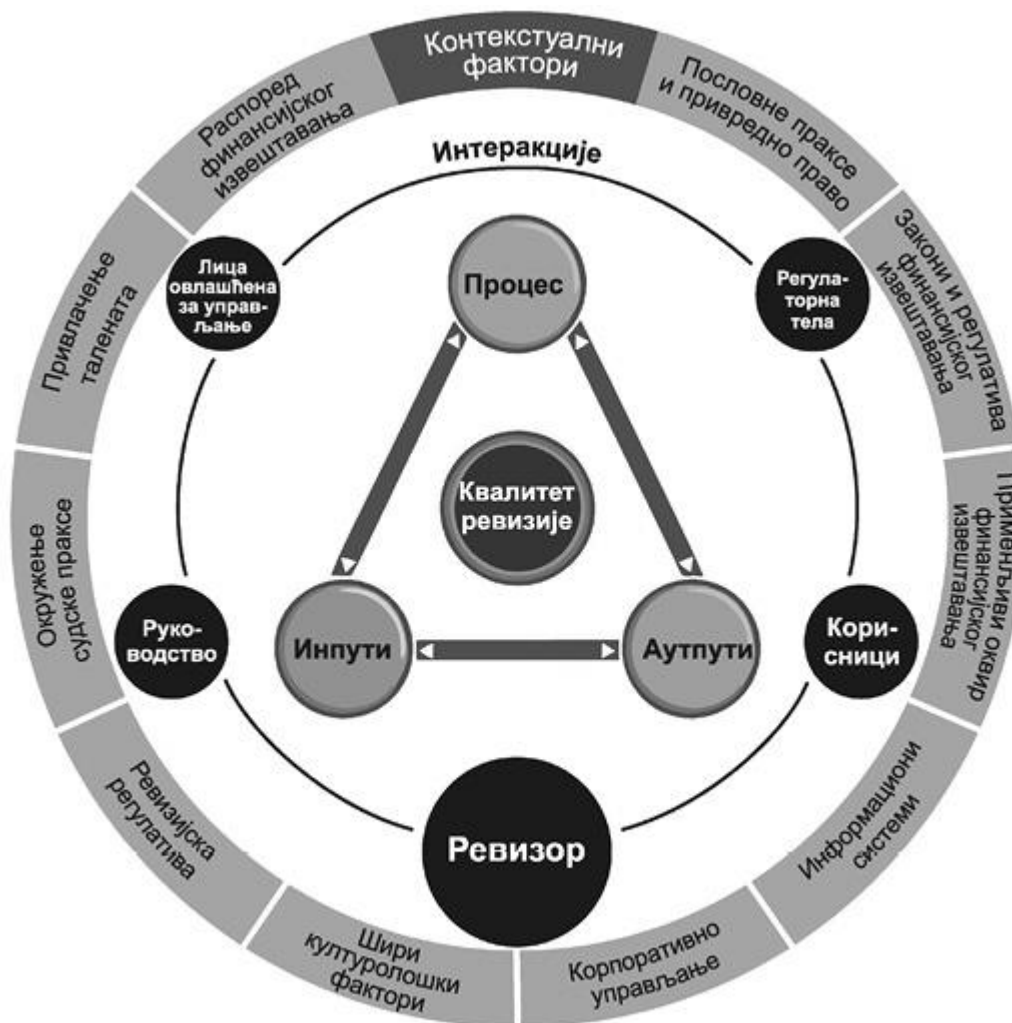 Контекстуални
фактори
Пословне праксе
и привредно право
Закони и регулатива
финансијског
извештавања
Применљиви оквир
финансијског
извештавања
Информациони
системи
Корпоративно
управљање
Шири
културолошки
фактори
Ревизијска
регулатива
Окружење
судске праксе
Привлачење
талената
Распоред
финансијског
извештавања
Интеракције
Лица
овлашћена
за управ-
љање
Регула-
торна
тела
Кори-
сници
Ревизор
Руко-
водство
Процес
Квалитет
ревизије
Инпути
Аутпути